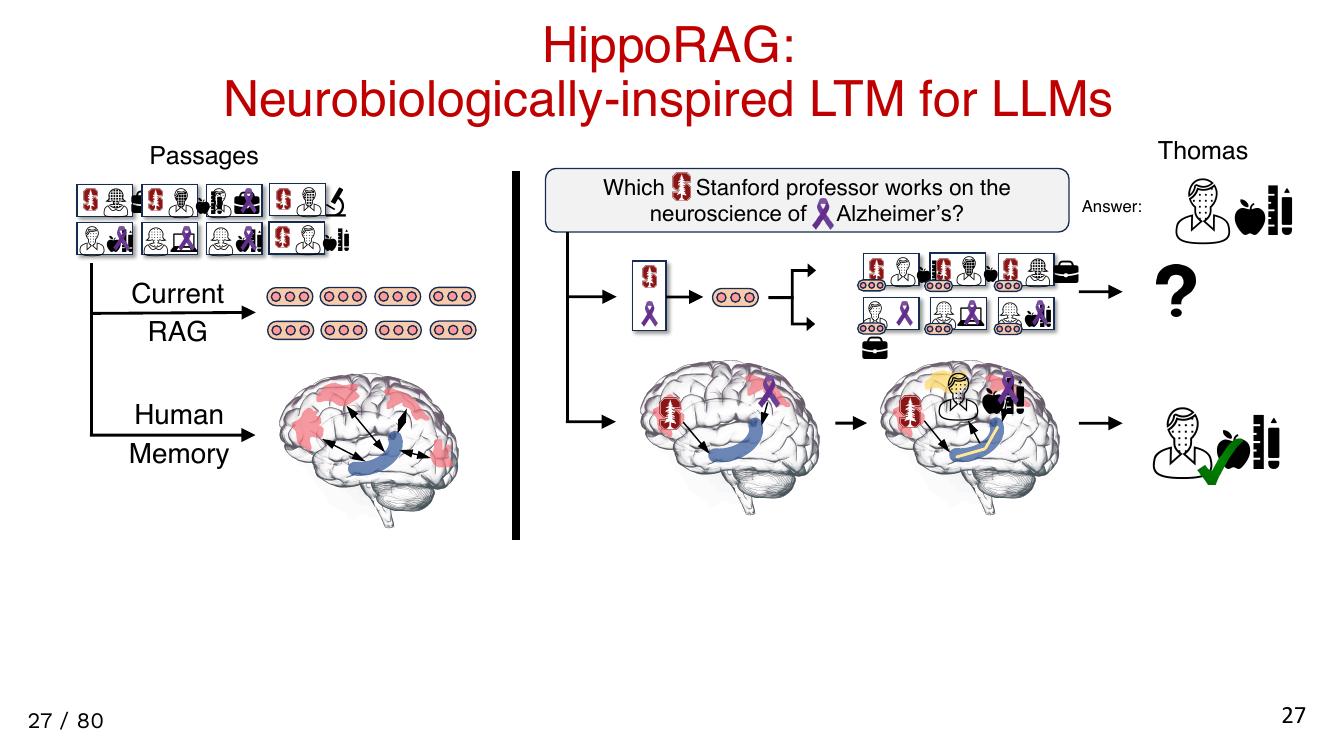 HippoRAG:
Neurobiologically-inspired LTM for LLMs
Passages
Current
RAG
Human
Memory
Which Stanford professor works on the
neuroscience of Alzheimer's?
Answer:
Thomas
?
27 / 80
27